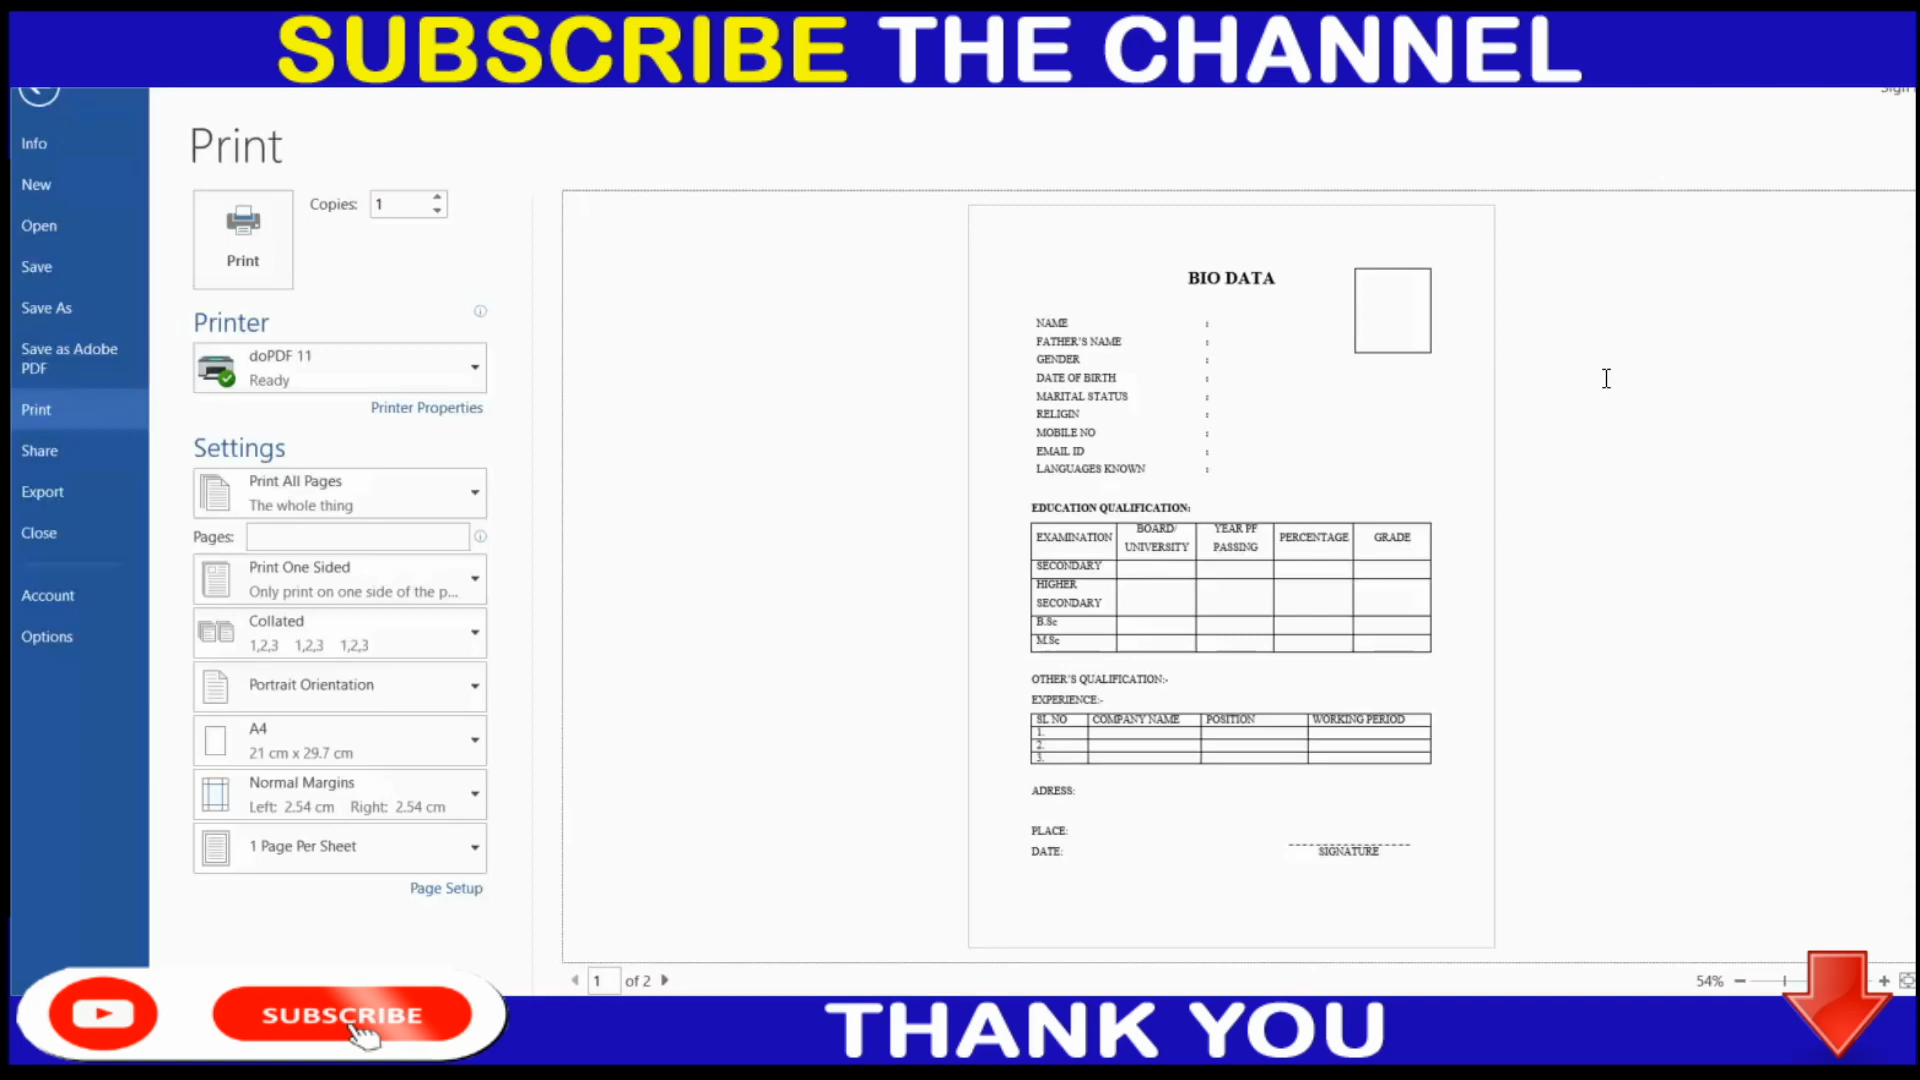 SUBSCRIBE THE CHANNEL
Info
New
Open
Save
Save As
Save as Adobe
PDF
Print
Share
Export
Close
Account
Options
Print
Print
Copies: 1
Printer
doPDF 11
Ready
Printer Properties
Settings
Print All Pages
The whole thing
Pages:
Print One Sided
Only print on one side of the p...
Collated
1,2,3 1,2,3 1,2,3
Portrait Orientation
A4
21 cm x 29.7 cm
Normal Margins
Left: 2.54 cm Right: 2.54 cm
1 Page Per Sheet
Page Setup
BIO DATA
NAME :
FATHER'S NAME :
GENDER :
DATE OF BIRTH :
MARITAL STATUS :
RELIGIN :
MOBILE NO :
EMAIL ID :
LANGUAGES KNOWN :
EDUCATION QUALIFICATION:
EXAMINATION BOARD/ UNIVERSITY YEAR PF PASSING PERCENTAGE GRADE
SECONDARY
HIGHER
SECONDARY
B.Sc
M.Sc
OTHER'S QUALIFICATION:-
EXPERIENCE:-
SL NO COMPANY NAME POSITION WORKING PERIOD
1.
2.
3.
ADRESS:
PLACE:
DATE:
SIGNATURE
1 of 2
54%
SUBSCRIBE
THANK YOU